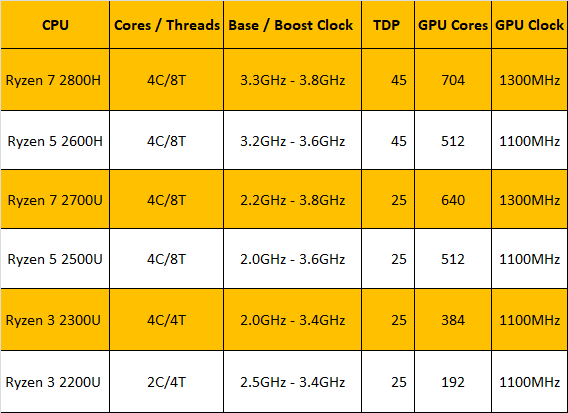 CPU Cores / Threads Base / Boost Clock TDP GPU Cores GPU Clock
Ryzen 7 2800H 4C/8T 3.3GHz - 3.8GHz 45 704 1300MHz
Ryzen 5 2600H 4C/8T 3.2GHz - 3.6GHz 45 512 1100MHz
Ryzen 7 2700U 4C/8T 2.2GHz - 3.8GHz 25 640 1300MHz
Ryzen 5 2500U 4C/8T 2.0GHz - 3.6GHz 25 512 1100MHz
Ryzen 3 2300U 4C/4T 2.0GHz - 3.4GHz 25 384 1100MHz
Ryzen 3 2200U 2C/4T 2.5GHz - 3.4GHz 25 192 1100MHz